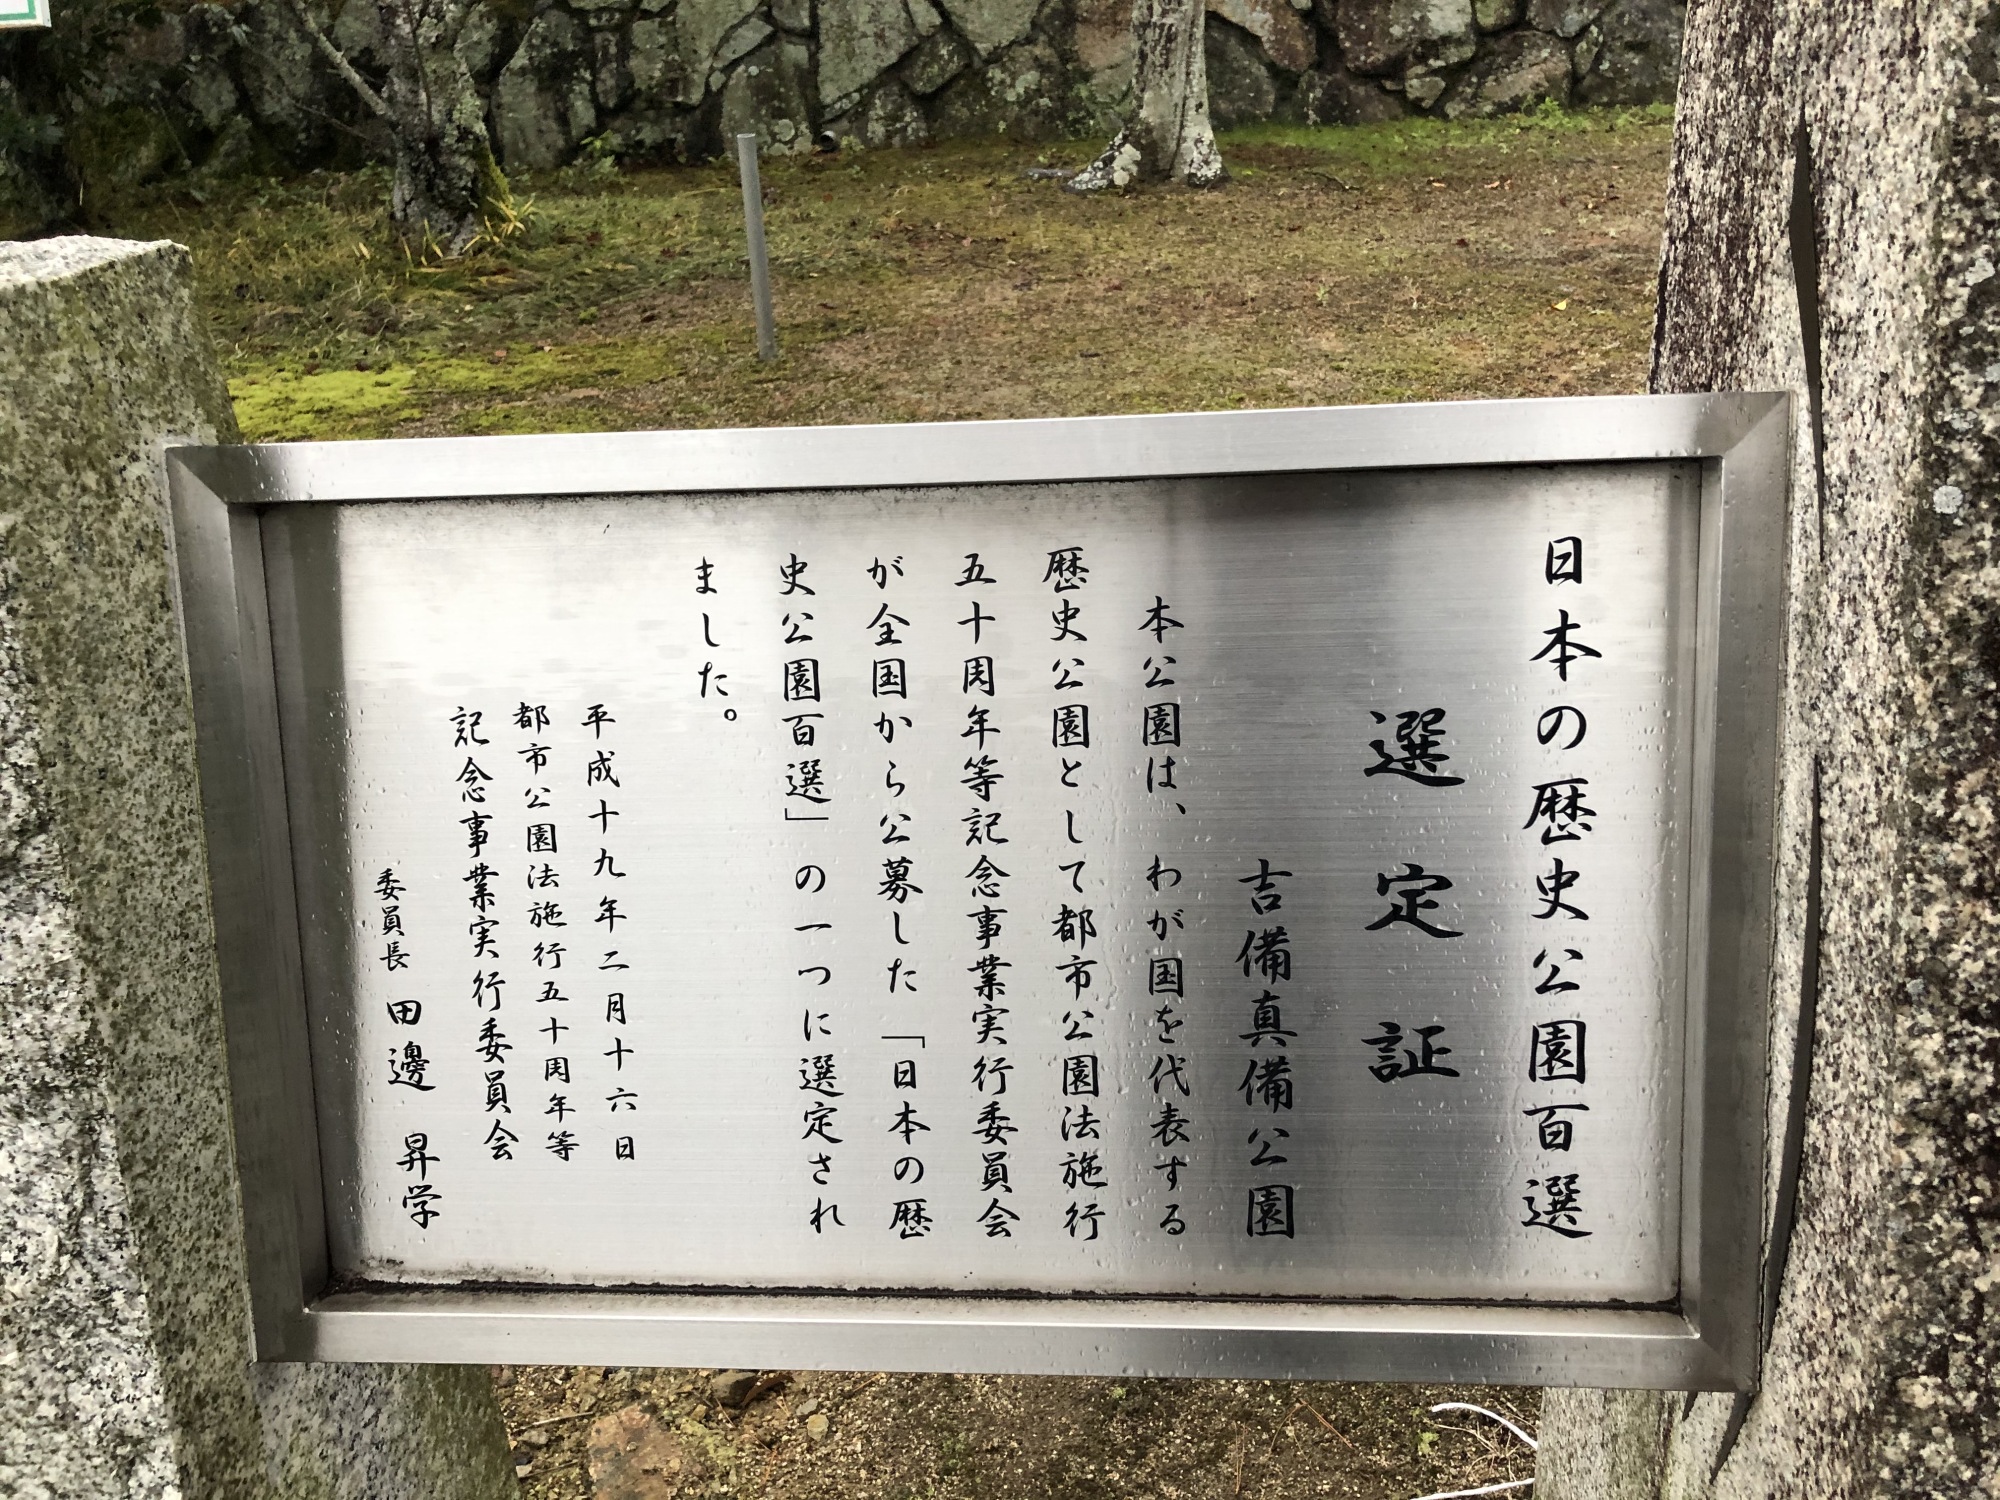 日本の歴史公園百選
選定証
吉備真備公園
本公園は、わが国を代表する
歴史公園として都市公園法施行
五十周年等記念事業実行委員会
が全国から公募した「日本の歴
史公園百選」の一つに選定され
ました。
平成十九年二月十六日
都市公園法施行五十周年等
記念事業実行委員会
委員長 田邊 昇学